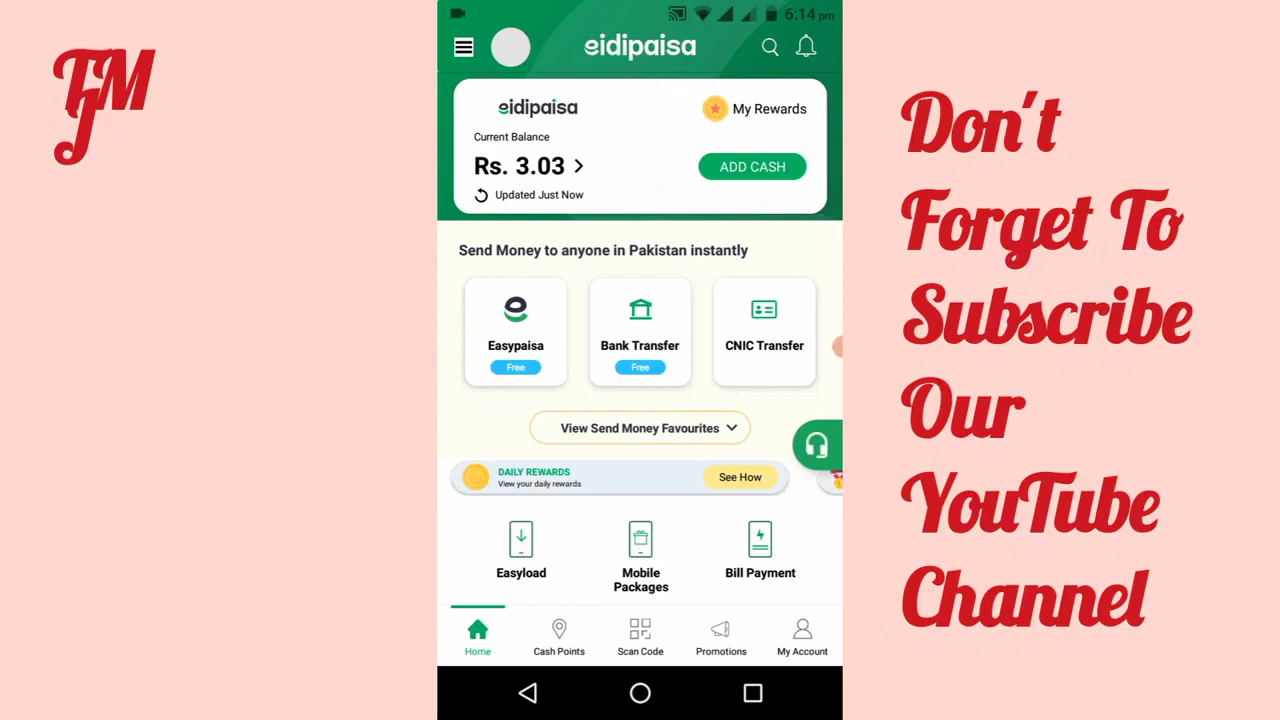 TM
J
6:14 pm
eidipaisa
eidipaisa
My Rewards
Current Balance
Rs. 3.03
ADD CASH
Updated Just Now
Send Money to anyone in Pakistan instantly
Easypaisa
Free
Bank Transfer
Free
CNIC Transfer
View Send Money Favourites
DAILY REWARDS
View your daily rewards
See How
Easyload
Mobile
Packages
Bill Payment
Home
Cash Points
Scan Code
Promotions
My Account
Don't
Forget To
Subscribe
Our
YouTube
Channel